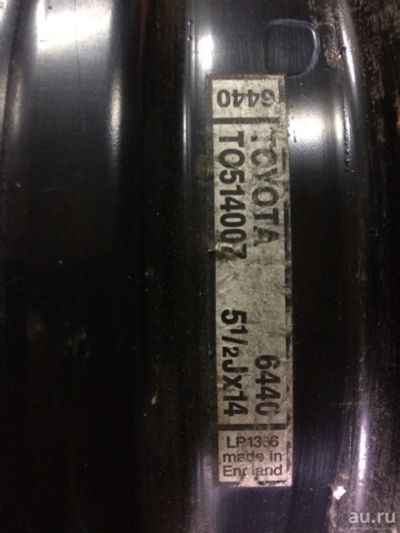 6440
TOYOTA 6440
TO514007 5½JX14
LP1366
made in
England
au.ru